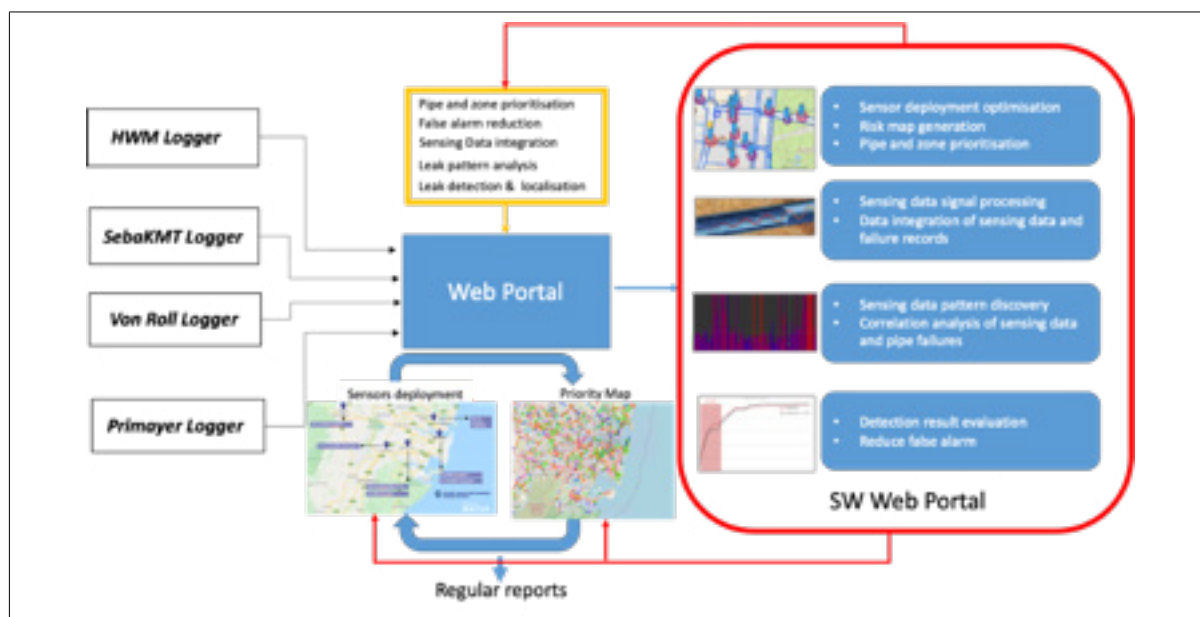 HWM Logger
SebaKMT Logger
Von Roll Logger
Primayer Logger
Pipe and zone prioritisation
False alarm reduction
Sensing Data integration
Leak pattern analysis
Leak detection & localisation
Web Portal
Sensors deployment
Priority Map
Regular reports
• Sensor deployment optimisation
• Risk map generation
• Pipe and zone prioritisation
• Sensing data signal processing
• Data integration of sensing data and
failure records
• Sensing data pattern discovery
• Correlation analysis of sensing data
and pipe failures
• Detection result evaluation
• Reduce false alarm
SW Web Portal